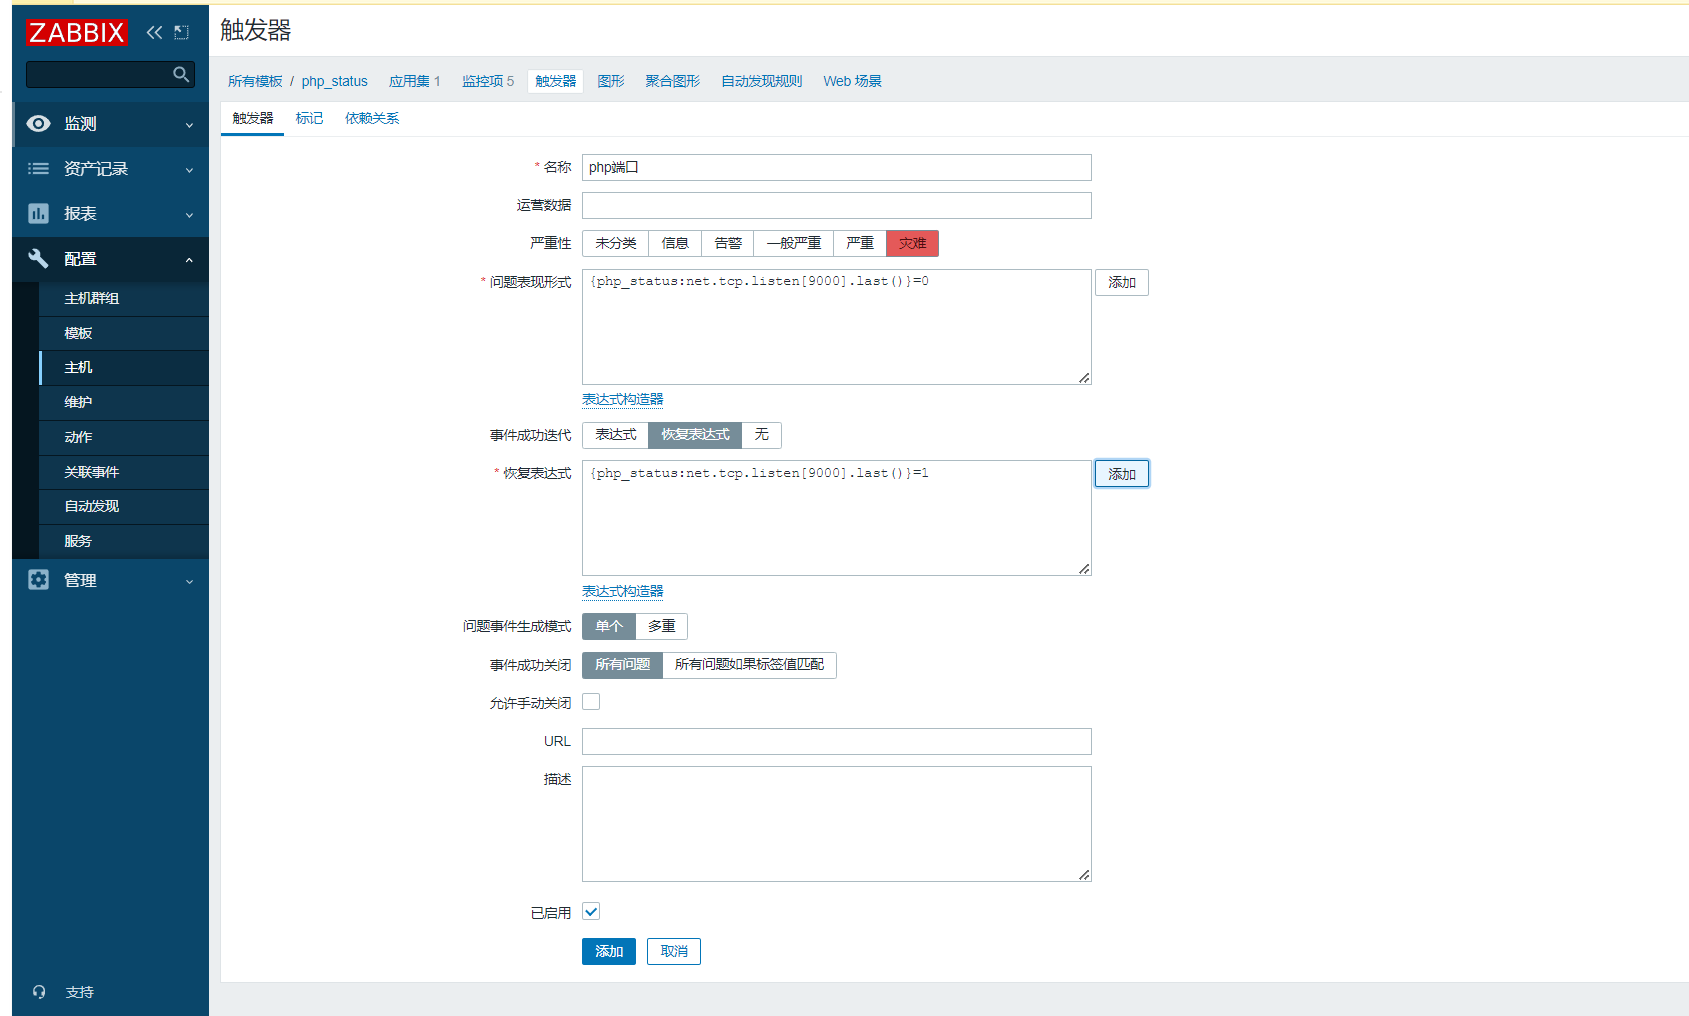 ZABBIX
监测
资产记录
报表
配置
主机群组
模板
主机
维护
动作
关联事件
自动发现
服务
管理
支持
触发器
所有模板 / php_status 应用集 1 监控项 5 触发器 图形 聚合图形 自动发现规则 Web 场景
触发器 标记 依赖关系
* 名称 php端口
运营数据
严重性 未分类 信息 告警 一般严重 严重 灾难
* 问题表现形式 {php_status:net.tcp.listen[9000].last()}=0 添加
表达式构造器
事件成功迭代 表达式 恢复表达式 无
* 恢复表达式 {php_status:net.tcp.listen[9000].last()}=1 添加
表达式构造器
问题事件生成模式 单个 多重
事件成功关闭 所有问题 所有问题如果标签值匹配
允许手动关闭
URL
描述
已启用
添加 取消